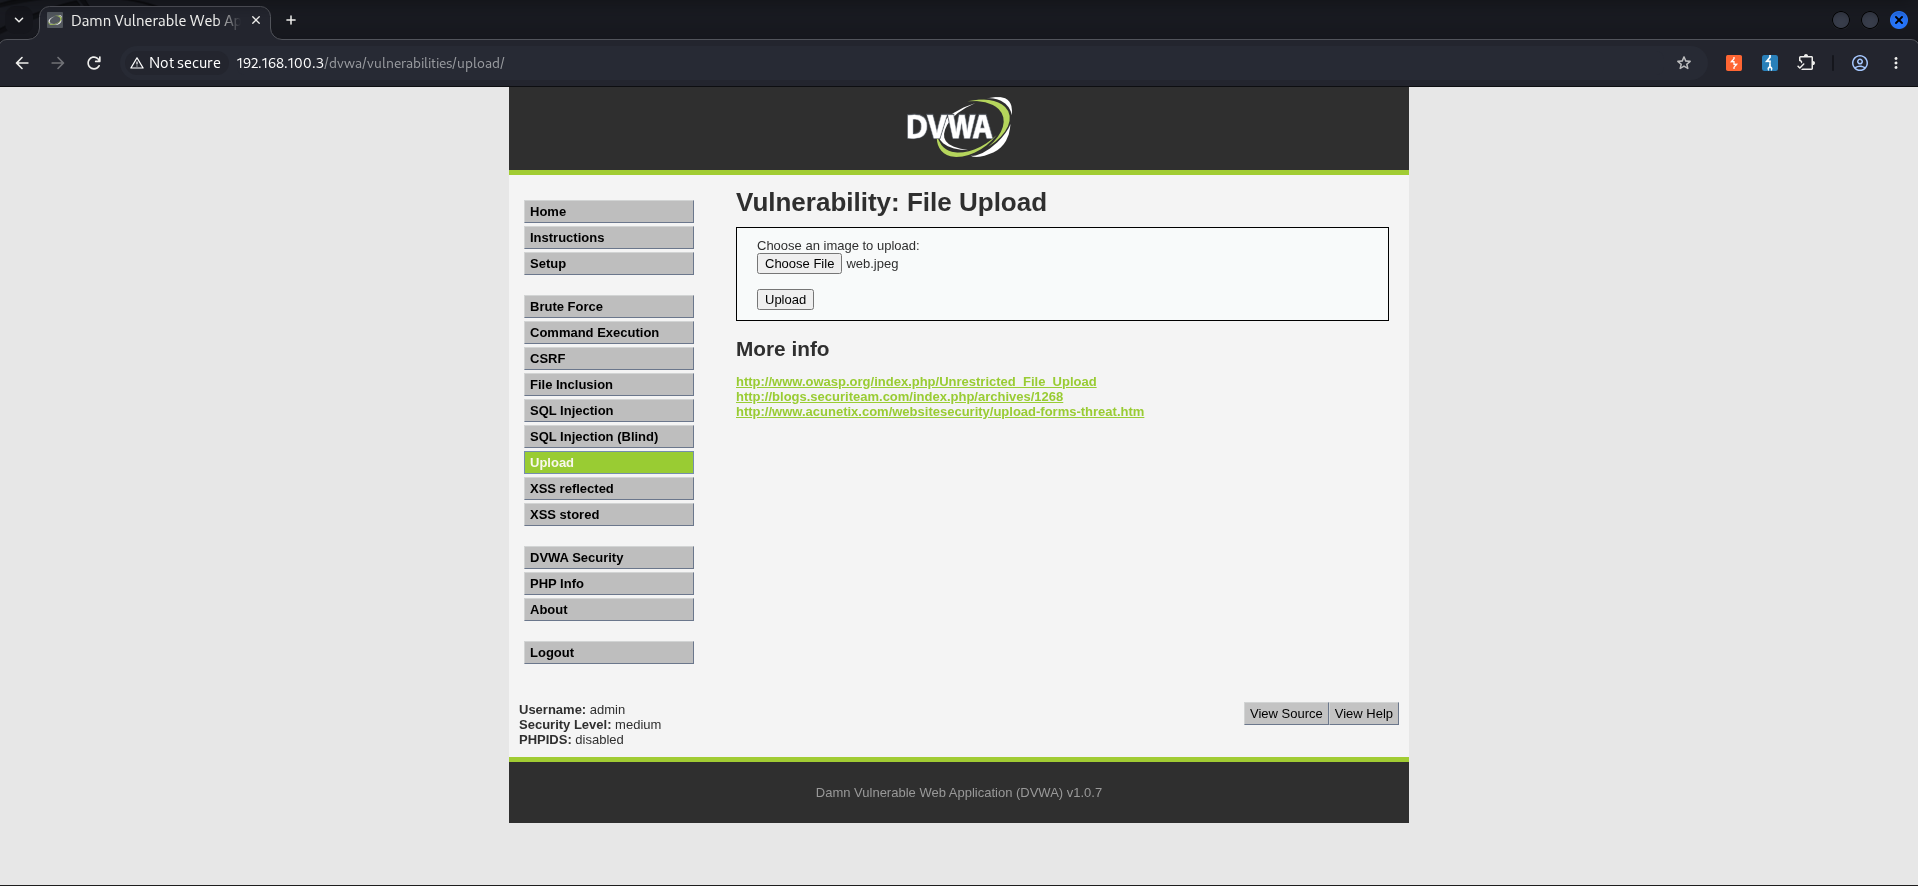 Damn Vulnerable Web Ap
Not secure 192.168.100.3/dvwa/vulnerabilities/upload/
DVWA
Home
Instructions
Setup
Brute Force
Command Execution
CSRF
File Inclusion
SQL Injection
SQL Injection (Blind)
Upload
XSS reflected
XSS stored
DVWA Security
PHP Info
About
Logout
Vulnerability: File Upload
Choose an image to upload:
Choose File web.jpeg
Upload
More info
http://www.owasp.org/index.php/Unrestricted_File_Upload
http://blogs.securiteam.com/index.php/archives/1268
http://www.acunetix.com/websitesecurity/upload-forms-threat.htm
Username: admin
Security Level: medium
PHPIDS: disabled
View Source View Help
Damn Vulnerable Web Application (DVWA) v1.0.7